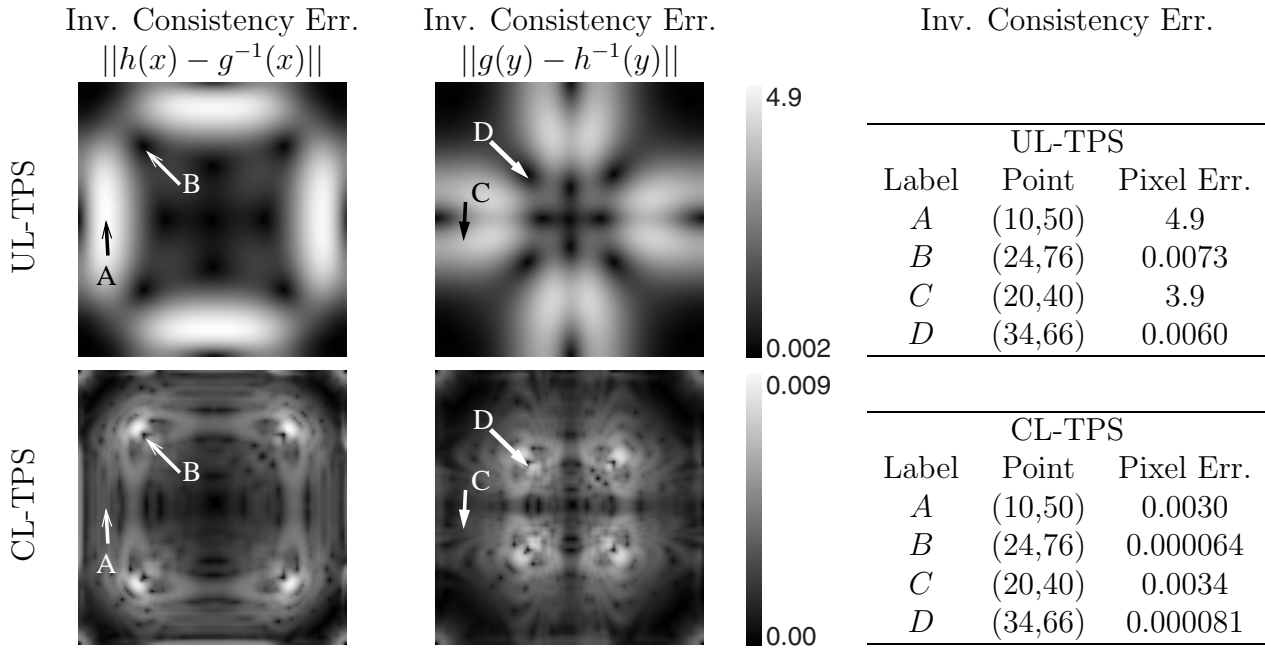 Inv. Consistency Err.
||h(x) − g⁻¹(x)||
Inv. Consistency Err.
||g(y) − h⁻¹(y)||
Inv. Consistency Err.
UL-TPS
A
B
C
D
4.9
0.002
UL-TPS
Label Point Pixel Err.
A (10,50) 4.9
B (24,76) 0.0073
C (20,40) 3.9
D (34,66) 0.0060
CL-TPS
A
B
C
D
0.009
0.00
CL-TPS
Label Point Pixel Err.
A (10,50) 0.0030
B (24,76) 0.000064
C (20,40) 0.0034
D (34,66) 0.000081